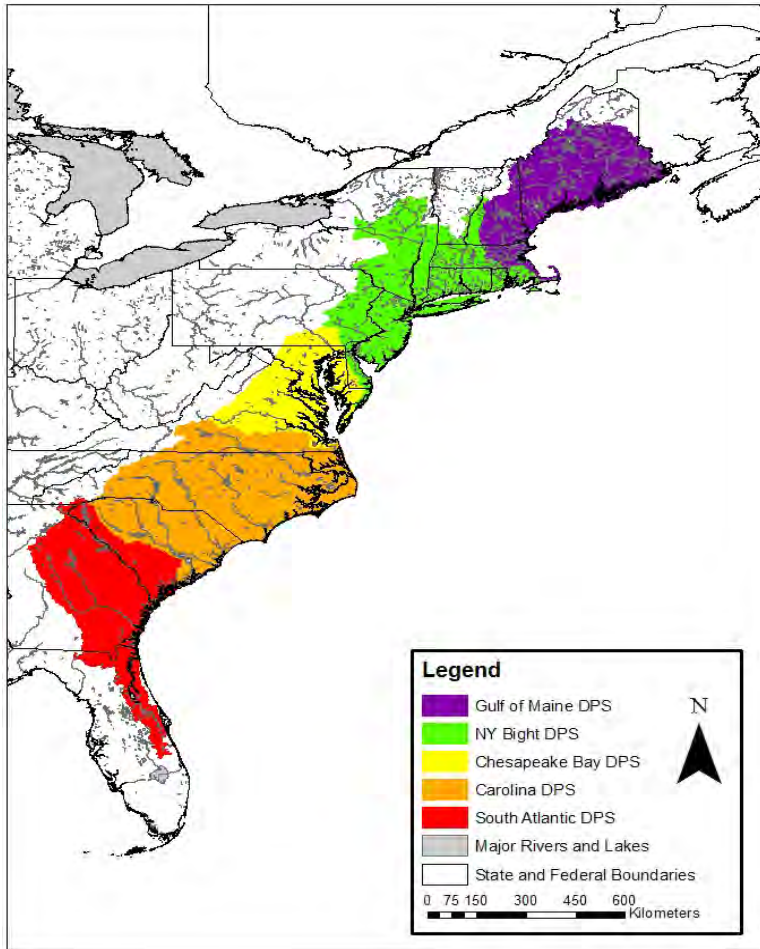 Legend
N
Gulf of Maine DPS
NY Bight DPS
Chesapeake Bay DPS
Carolina DPS
South Atlantic DPS
Major Rivers and Lakes
State and Federal Boundaries
0 75 150 300 450 600
Kilometers